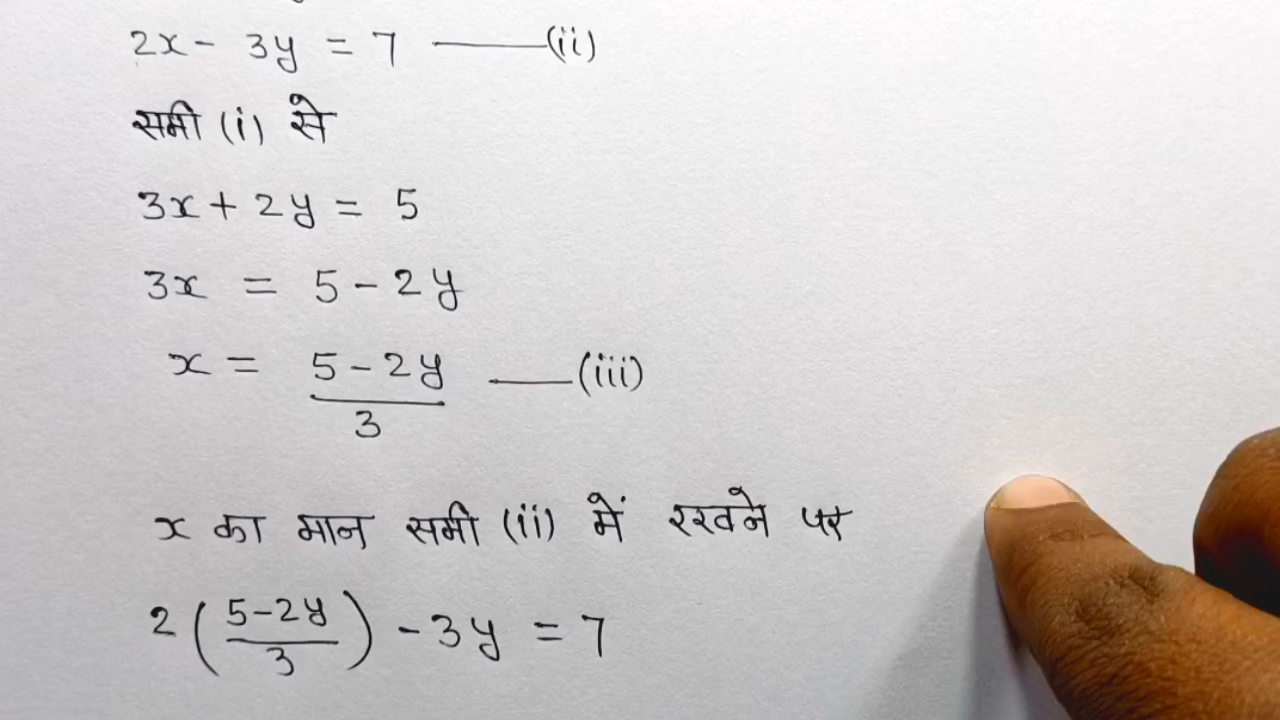 2x - 3y = 7 ——(ii)
समी (i) से
3x + 2y = 5
3x = 5 - 2y
x = (5 - 2y)/3 ——(iii)
x का मान समी (ii) में रखने पर
2((5-2y)/3) - 3y = 7